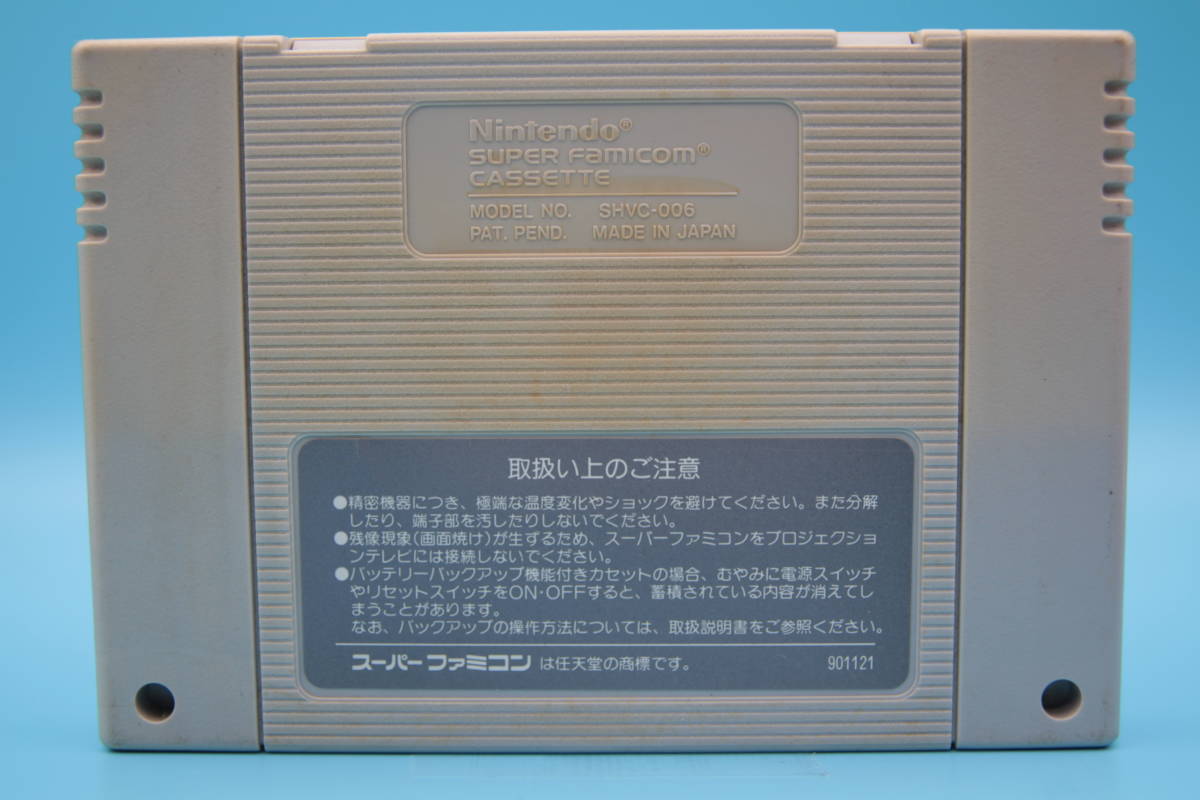 Nintendo®
SUPER FAMICOM®
CASSETTE
MODEL NO. SHVC-006
PAT. PEND. MADE IN JAPAN
取扱い上のご注意
●精密機器につき、極端な温度変化やショックを避けてください。また分解
したり、端子部を汚したりしないでください。
●残像現象(画面焼け)が生ずるため、スーパーファミコンをプロジェクショ
ンテレビには接続しないでください。
●バッテリーバックアップ機能付きカセットの場合、むやみに電源スイッチ
やリセットスイッチをON・OFFすると、蓄積されている内容が消えてし
まうことがあります。
なお、バックアップの操作方法については、取扱説明書をご参照ください。
スーパーファミコンは任天堂の商標です。 901121